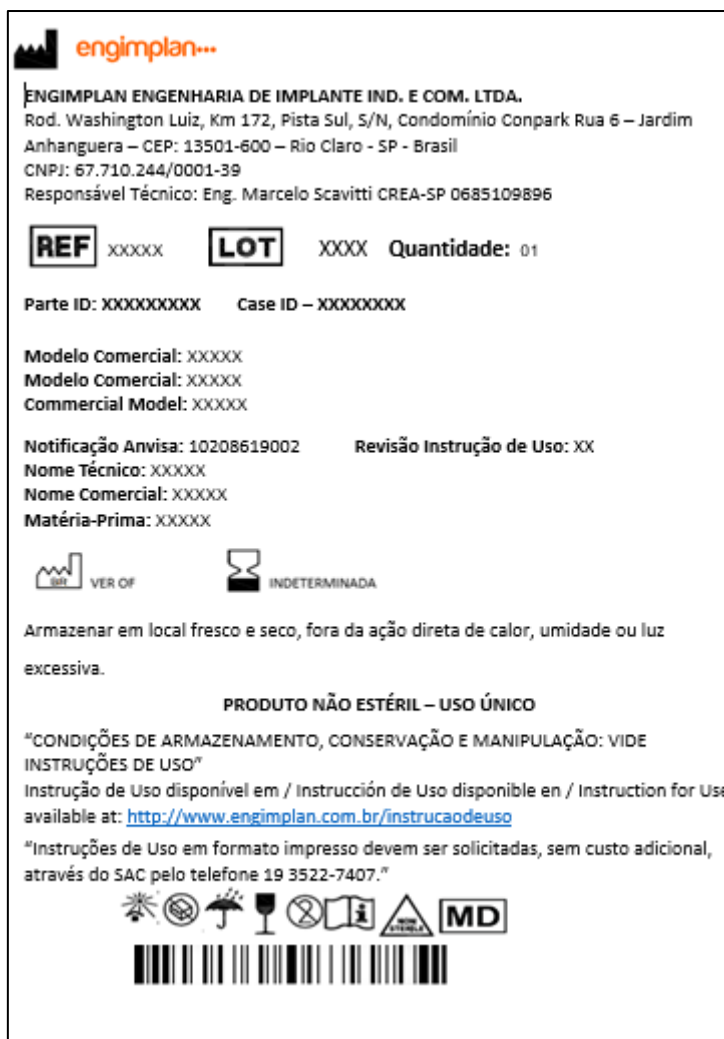 engimplan
ENGIMPLAN ENGENHARIA DE IMPLANTE IND. E COM. LTDA.
Rod. Washington Luiz, Km 172, Pista Sul, S/N, Condomínio Conpark Rua 6 – Jardim
Anhanguera – CEP: 13501-600 – Rio Claro - SP - Brasil
CNPJ: 67.710.244/0001-39
Responsável Técnico: Eng. Marcelo Scavitti CREA-SP 0685109896
REF XXXXX LOT XXXX Quantidade: 01
Parte ID: XXXXXXXXX Case ID – XXXXXXXX
Modelo Comercial: XXXXX
Modelo Comercial: XXXXX
Commercial Model: XXXXX
Notificação Anvisa: 10208619002 Revisão Instrução de Uso: XX
Nome Técnico: XXXXX
Nome Comercial: XXXXX
Matéria-Prima: XXXXX
BR VER OF INDETERMINADA
Armazenar em local fresco e seco, fora da ação direta de calor, umidade ou luz
excessiva.
PRODUTO NÃO ESTÉRIL – USO ÚNICO
“CONDIÇÕES DE ARMAZENAMENTO, CONSERVAÇÃO E MANIPULAÇÃO: VIDE
INSTRUÇÕES DE USO”
Instrução de Uso disponível em / Instrucción de Uso disponible en / Instruction for Use
available at: http://www.engimplan.com.br/instrucaodeuso
“Instruções de Uso em formato impresso devem ser solicitadas, sem custo adicional,
através do SAC pelo telefone 19 3522-7407.”
2 i NON STERILE MD